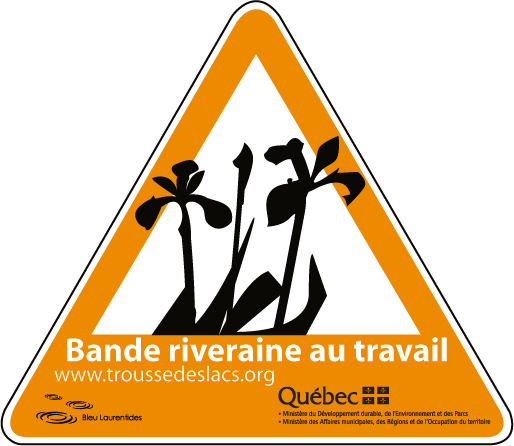 Bande riveraine au travail
www.troussedeslacs.org
Bleu Laurentides
Québec
• Ministère du Développement durable, de l'Environnement et des Parcs
• Ministère des Affaires municipales, des Régions et de l'Occupation du territoire